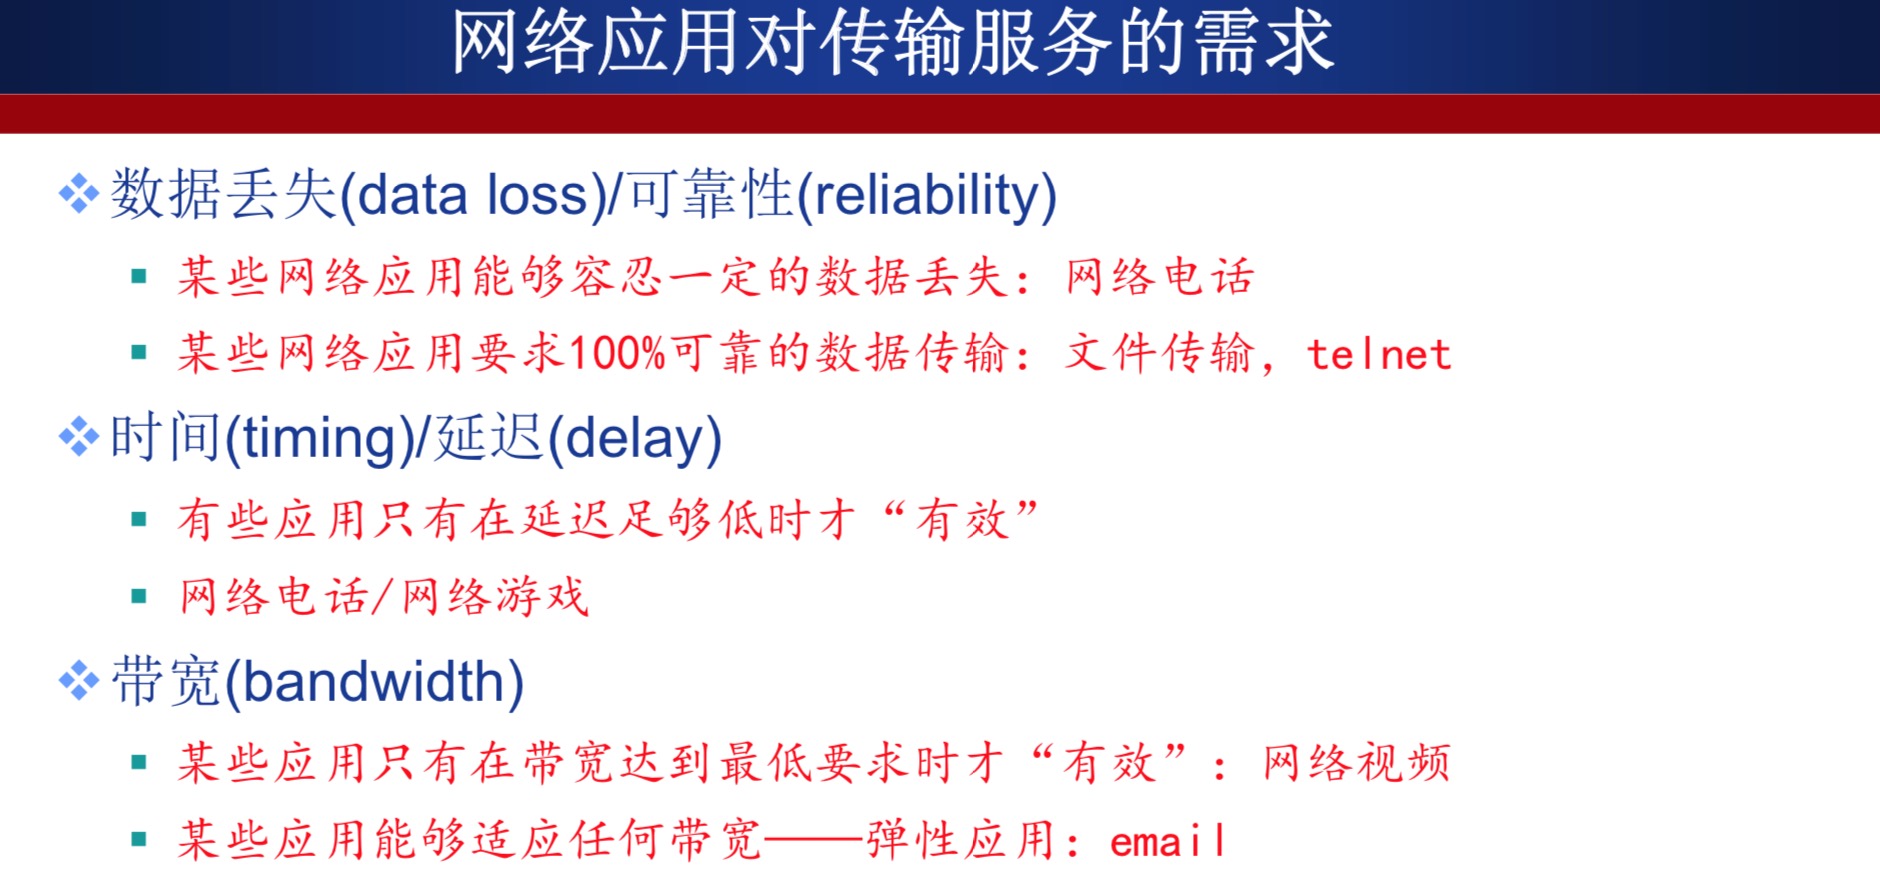 网络应用对传输服务的需求
数据丢失(data loss)/可靠性(reliability)
某些网络应用能够容忍一定的数据丢失：网络电话
某些网络应用要求100%可靠的数据传输：文件传输，telnet
时间(timing)/延迟(delay)
有些应用只有在延迟足够低时才“有效”
网络电话/网络游戏
带宽(bandwidth)
某些应用只有在带宽达到最低要求时才“有效”：网络视频
某些应用能够适应任何带宽——弹性应用：email